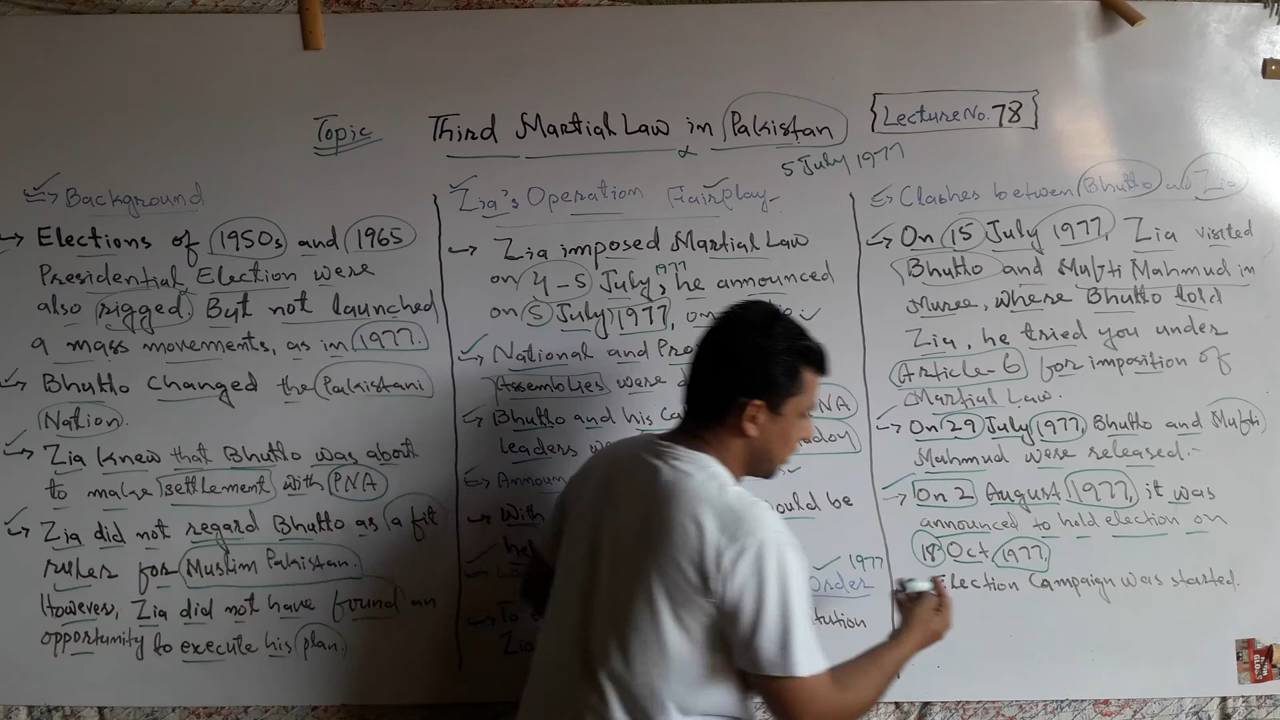 Topic Third Martial Law in Pakistan
Lecture No. 78
5 July 1977
Background
Elections of 1950s and 1965
Presidential Election were
also rigged. But not launched
a mass movements, as in 1977.
Bhutto changed the Pakistani
Nation.
Zia knew that Bhutto was about
to make settlement with PNA
Zia did not regard Bhutto as a fit
ruler for Muslim Pakistan.
However, Zia did not have found an
opportunity to execute his plan.
Zia's Operation Fairplay
Zia imposed Martial Law
on 4-5 July, 1977 he announced
on 5 July 1977, on
National and Pro
Assemblies were
Bhutto and his Ca NA
leaders
Announ
With ould be
hel
1977
Order
To tution
Zia
Clashes between Bhutto and Zia
On 15 July 1977, Zia visited
Bhutto and Mufti Mahmud in
Muree, where Bhutto told
Zia, he tried you under
Article-6 for imposition of
Martial Law.
On 29 July 1977 Bhutto and Mufti
Mahmud were released.-
On 2 August 1977, it was
announced to hold election on
18 Oct 1977
Election Campaign was started.